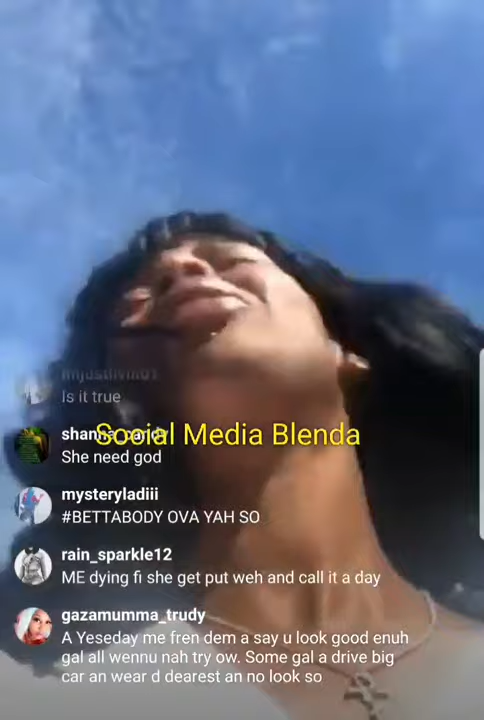 Is it true
Social Media Blenda
She need god
mysteryladiii
#BETTABODY OVA YAH SO
rain_sparkle12
ME dying fi she get put weh and call it a day
gazamumma_trudy
A Yeseday me fren dem a say u look good enuh
gal all wennu nah try ow. Some gal a drive big
car an wear d dearest an no look so